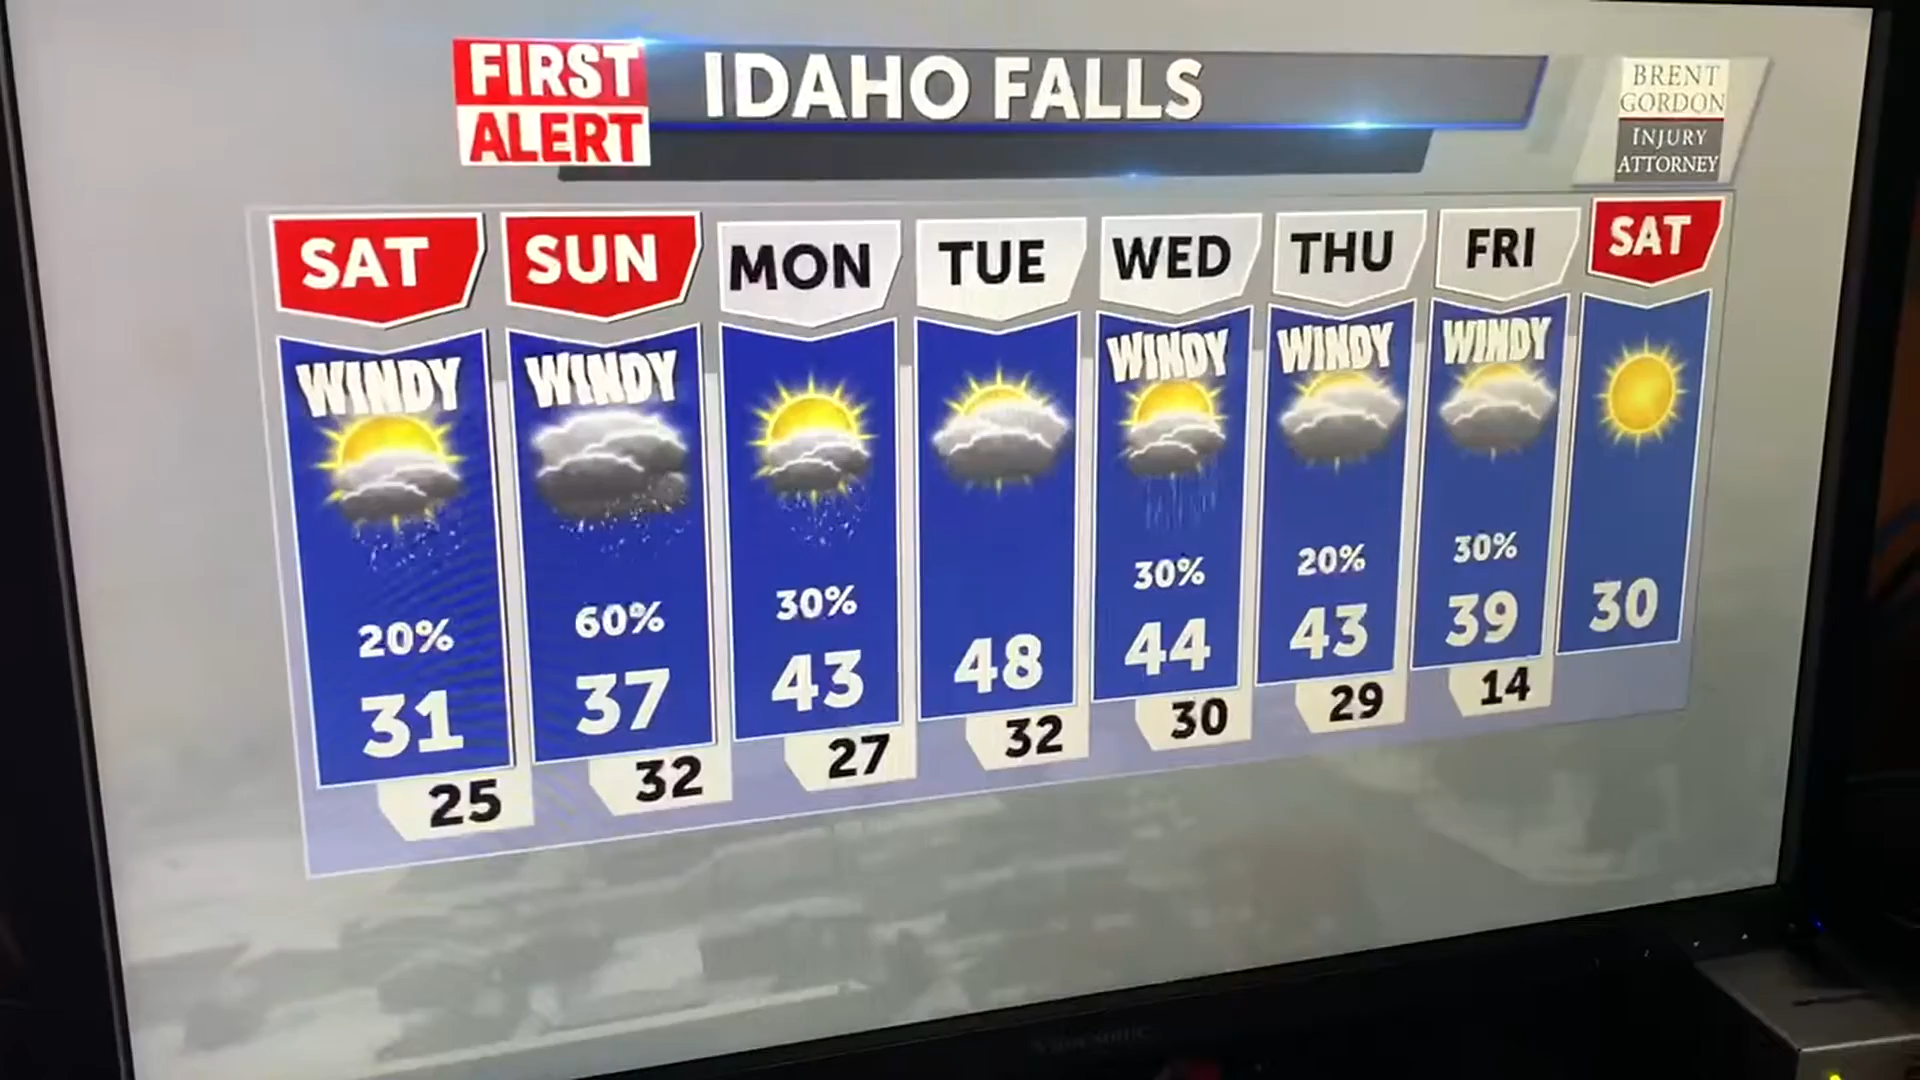 FIRST
ALERT
IDAHO FALLS
BRENT
GORDON
INJURY
ATTORNEY
SAT
SUN
MON
TUE
WED
THU
FRI
SAT
WINDY
WINDY
WINDY
WINDY
WINDY
20%
60%
30%
30%
20%
30%
31
37
43
48
44
43
39
30
25
32
27
32
30
29
14